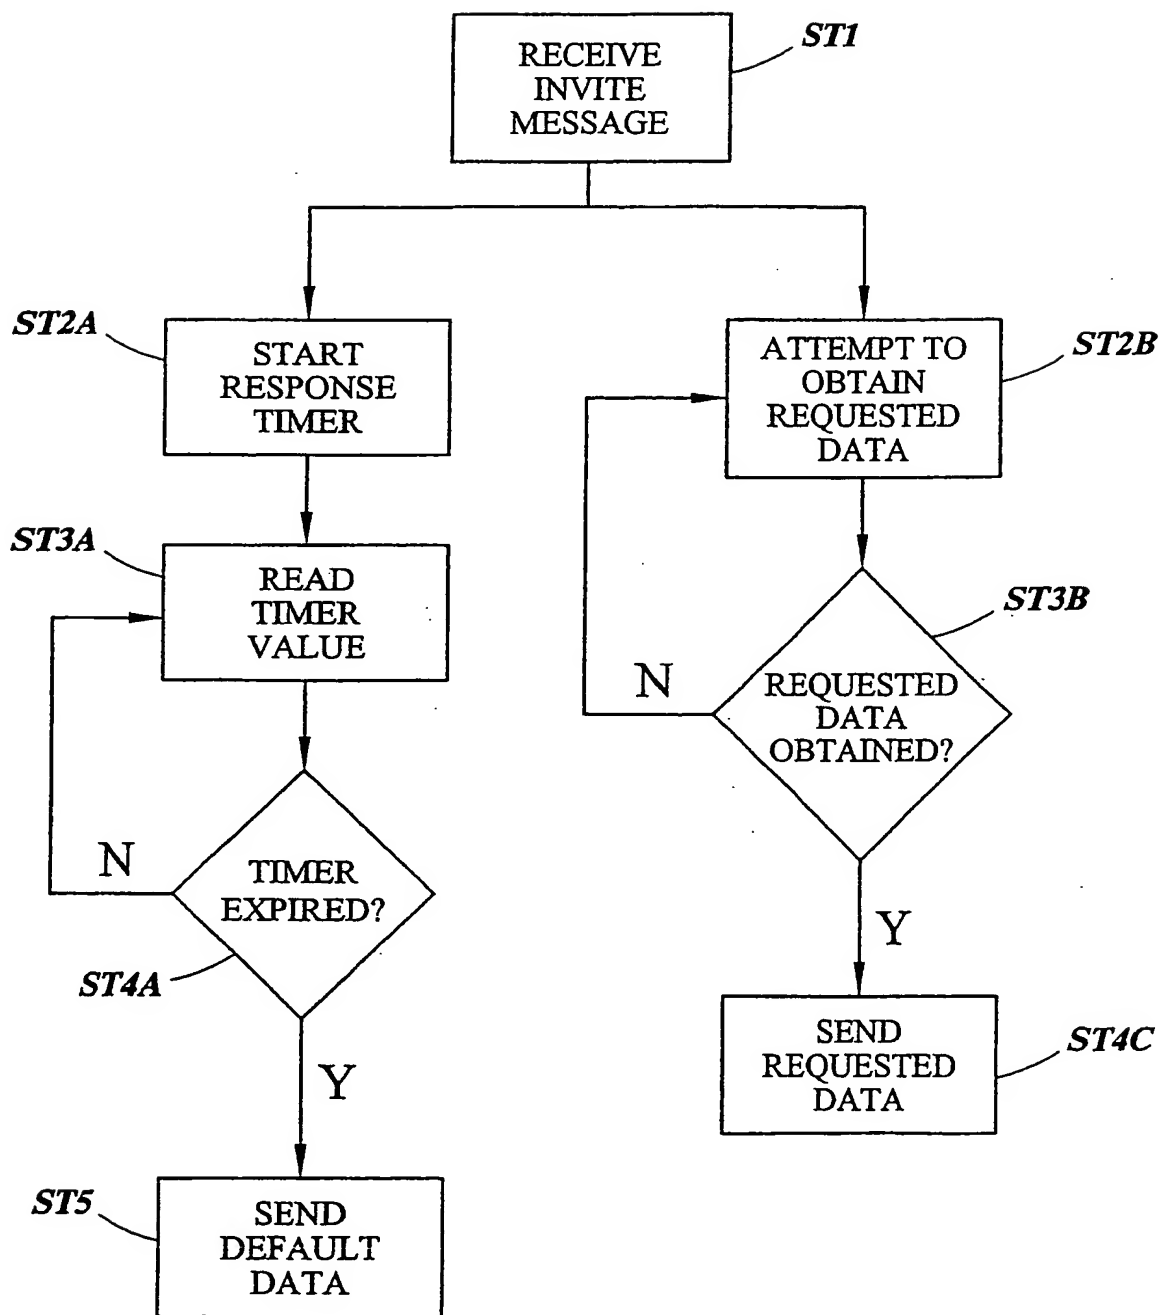 RECEIVE
INVITE
MESSAGE
ST1
ST2A
START
RESPONSE
TIMER
ATTEMPT TO
OBTAIN
REQUESTED
DATA
ST2B
ST3A
READ
TIMER
VALUE
ST3B
N
REQUESTED
DATA
OBTAINED?
N
TIMER
EXPIRED?
ST4A
Y
SEND
REQUESTED
DATA
ST4C
Y
ST5
SEND
DEFAULT
DATA